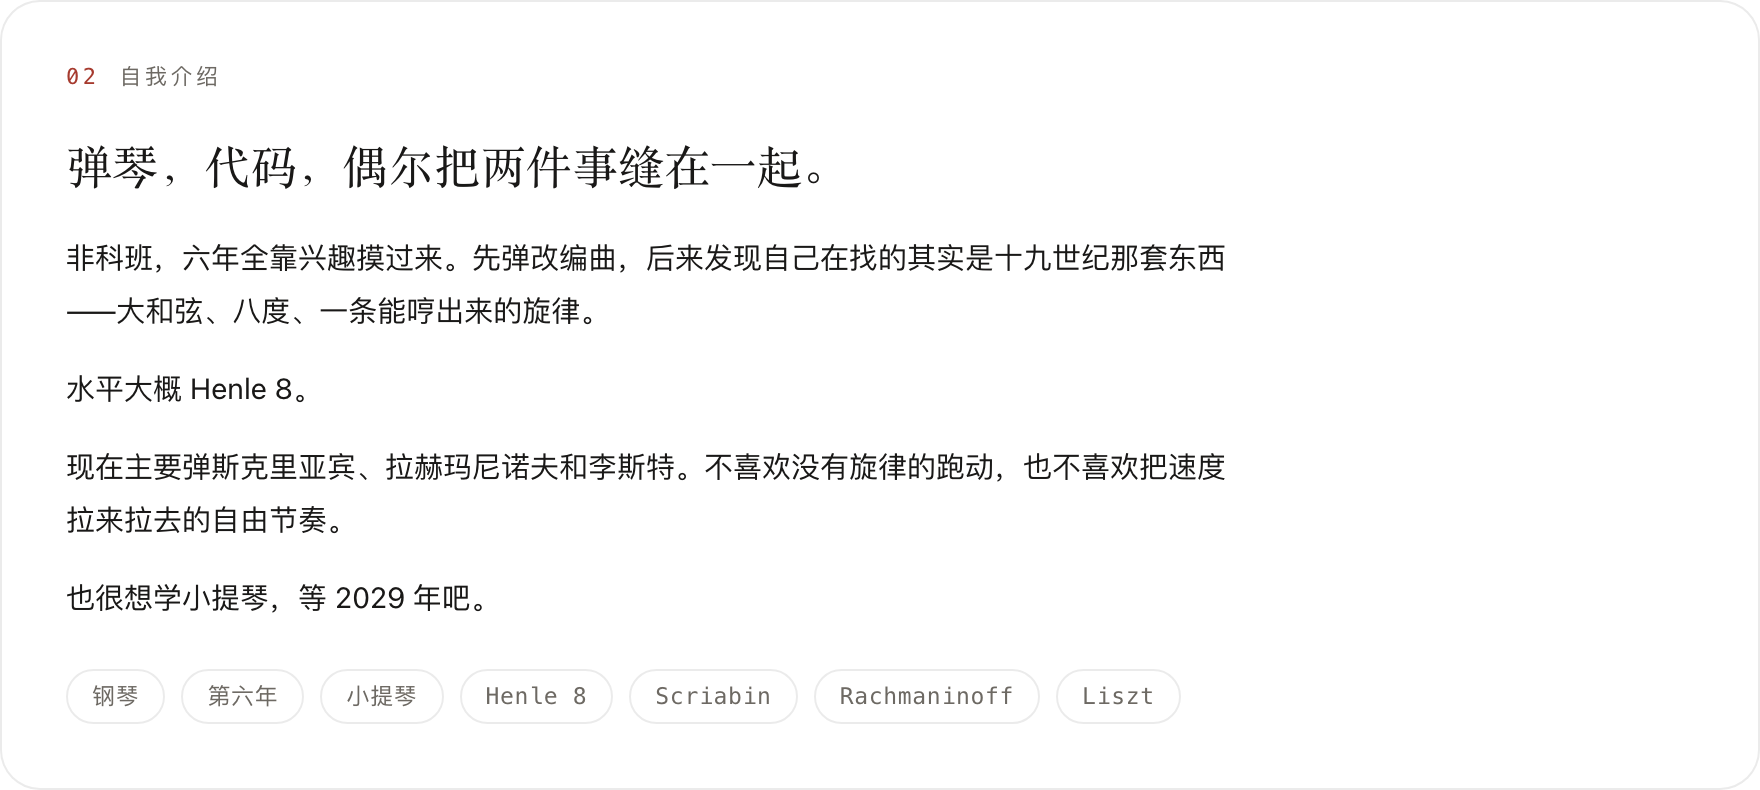 02 自我介绍
弹琴，代码，偶尔把两件事缝在一起。
非科班，六年全靠兴趣摸过来。先弹改编曲，后来发现自己在找的其实是十九世纪那套东西
——大和弦、八度、一条能哼出来的旋律。
水平大概 Henle 8。
现在主要弹斯克里亚宾、拉赫玛尼诺夫和李斯特。不喜欢没有旋律的跑动，也不喜欢把速度
拉来拉去的自由节奏。
也很想学小提琴，等 2029 年吧。
钢琴 第六年 小提琴 Henle 8 Scriabin Rachmaninoff Liszt